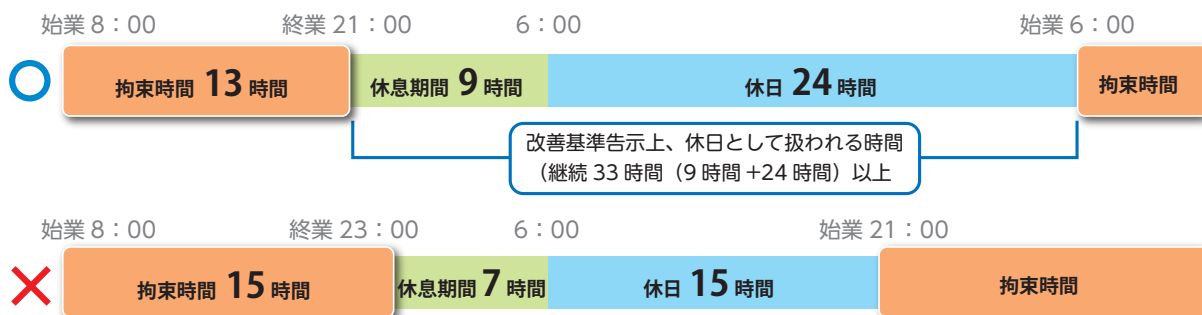 始業 8：00 終業 21：00 6：00 始業 6：00
拘束時間 13 時間 休息期間 9 時間 休日 24 時間 拘束時間
改善基準告示上、休日として扱われる時間
（継続 33 時間（9 時間 +24 時間）以上
始業 8：00 終業 23：00 6：00 始業 21：00
拘束時間 15 時間 休息期間 7 時間 休日 15 時間 拘束時間